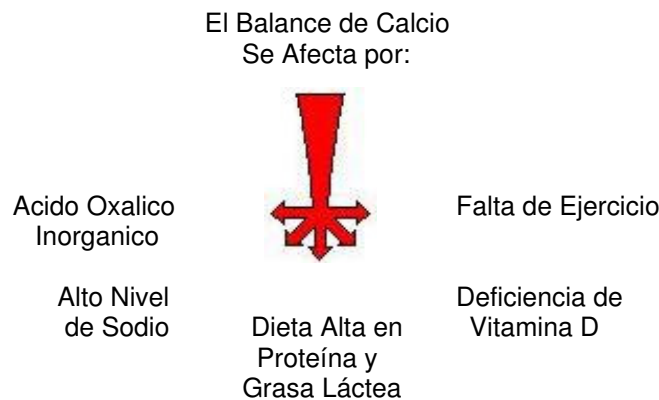 El Balance de Calcio
Se Afecta por:
Acido Oxalico
Inorganico
Falta de Ejercicio
Alto Nivel
de Sodio
Dieta Alta en
Proteína y
Grasa Láctea
Deficiencia de
Vitamina D